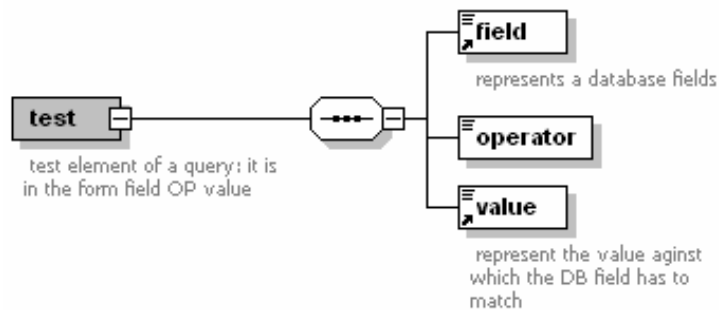 field
represents a database fields
test
test element of a query: it is
in the form field OP value
operator
value
represent the value aginst
which the DB field has to
match